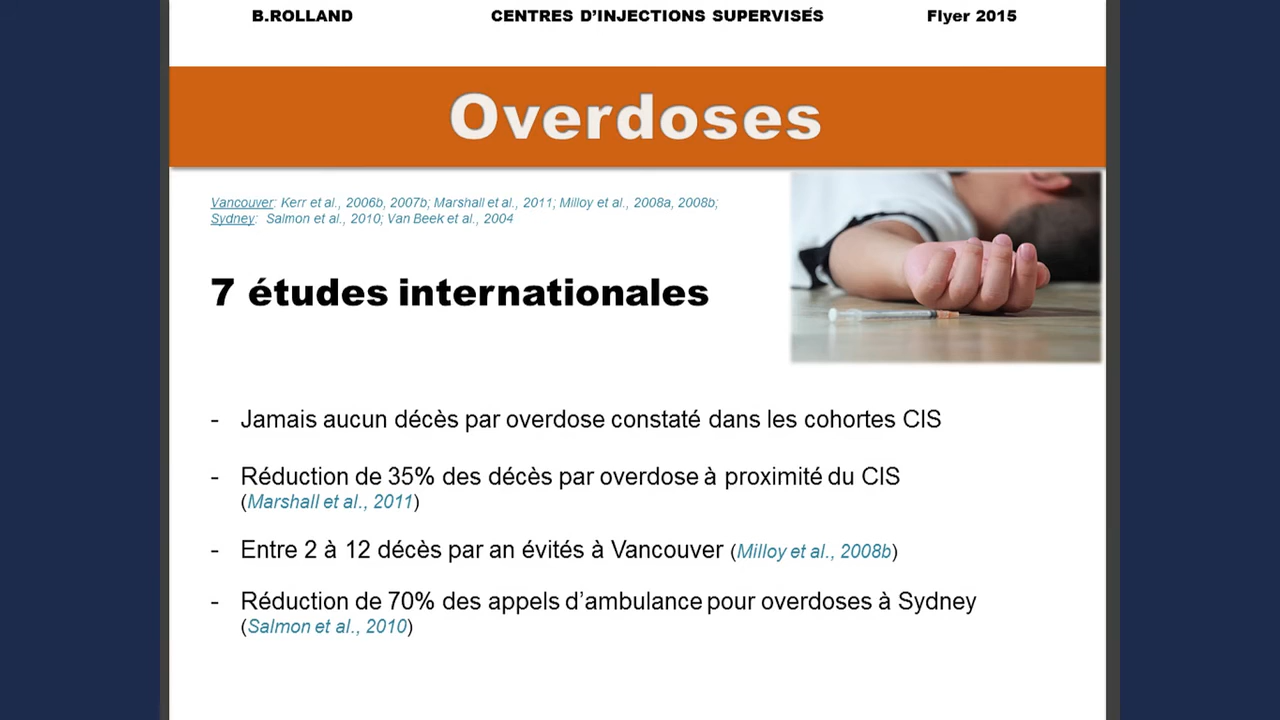 B.ROLLAND CENTRES D'INJECTIONS SUPERVISÉS Flyer 2015
Overdoses
Vancouver: Kerr et al., 2006b, 2007b; Marshall et al., 2011; Milloy et al., 2008a, 2008b;
Sydney: Salmon et al., 2010; Van Beek et al., 2004
7 études internationales
- Jamais aucun décès par overdose constaté dans les cohortes CIS
- Réduction de 35% des décès par overdose à proximité du CIS
(Marshall et al., 2011)
- Entre 2 à 12 décès par an évités à Vancouver (Milloy et al., 2008b)
- Réduction de 70% des appels d'ambulance pour overdoses à Sydney
(Salmon et al., 2010)